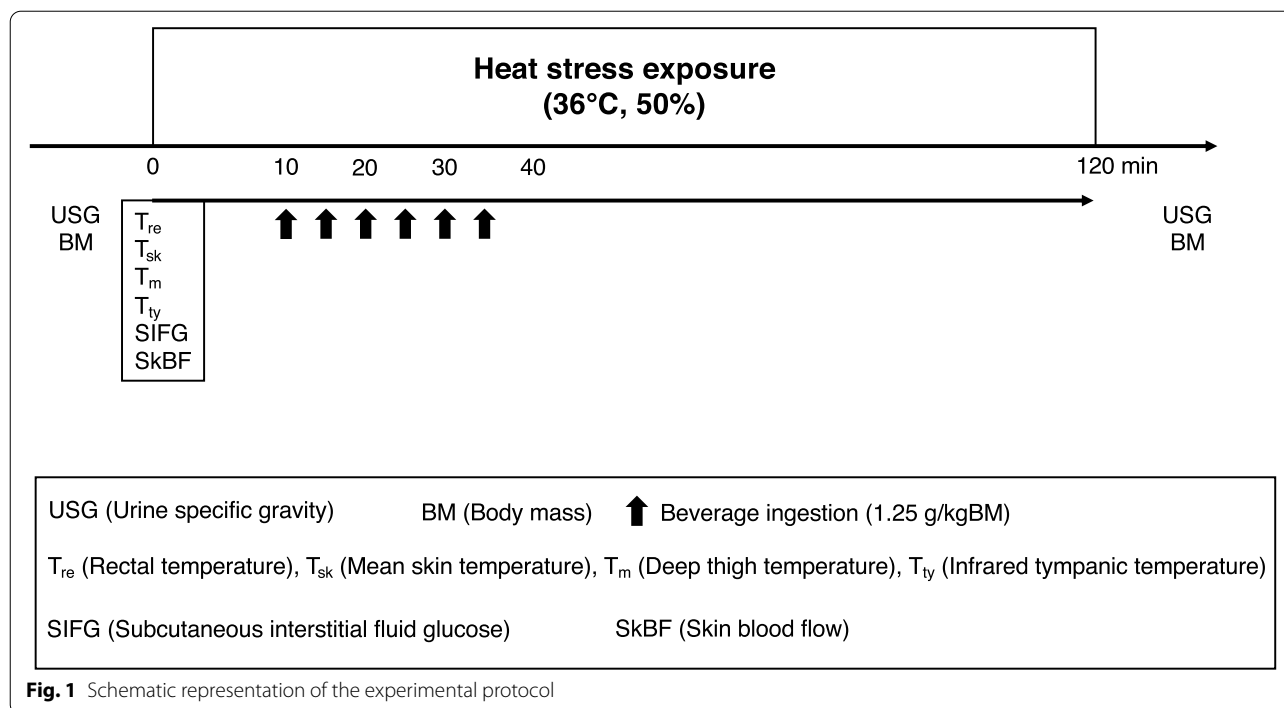 Heat stress exposure
(36°C, 50%)
0 10 20 30 40 120 min
USG
BM
Tre
Tsk
Tm
Tty
SIFG
SkBF
USG
BM
USG (Urine specific gravity) BM (Body mass) Beverage ingestion (1.25 g/kgBM)
Tre (Rectal temperature), Tsk (Mean skin temperature), Tm (Deep thigh temperature), Tty (Infrared tympanic temperature)
SIFG (Subcutaneous interstitial fluid glucose) SkBF (Skin blood flow)
Fig. 1 Schematic representation of the experimental protocol